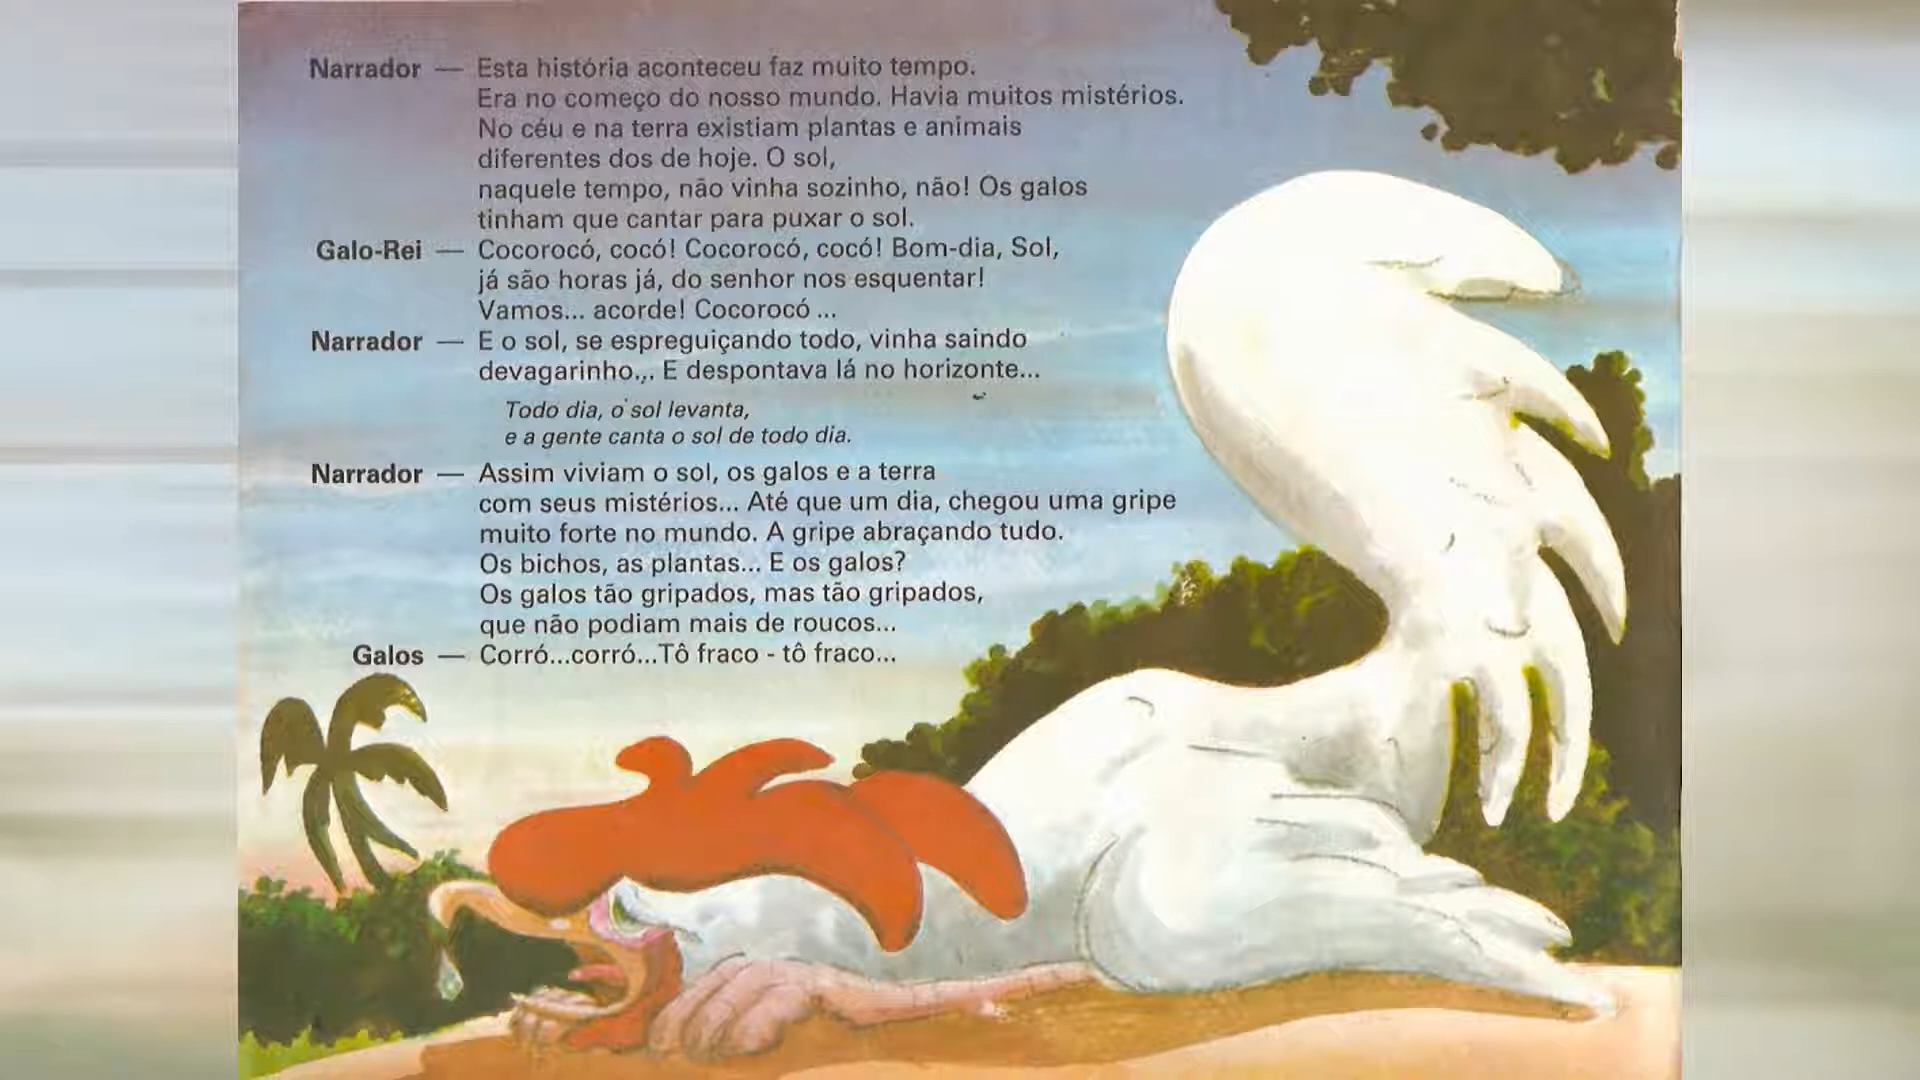 Narrador — Esta história aconteceu faz muito tempo.
Era no começo do nosso mundo. Havia muitos mistérios.
No céu e na terra existiam plantas e animais
diferentes dos de hoje. O sol,
naquele tempo, não vinha sozinho, não! Os galos
tinham que cantar para puxar o sol.
Galo-Rei — Cocorocó, cocó! Cocorocó, cocó! Bom-dia, Sol,
já são horas já, do senhor nos esquentar!
Vamos... acorde! Cocorocó ...
Narrador — E o sol, se espreguiçando todo, vinha saindo
devagarinho... E despontava lá no horizonte...
Todo dia, o sol levanta,
e a gente canta o sol de todo dia.
Narrador — Assim viviam o sol, os galos e a terra
com seus mistérios... Até que um dia, chegou uma gripe
muito forte no mundo. A gripe abraçando tudo.
Os bichos, as plantas... E os galos?
Os galos tão gripados, mas tão gripados,
que não podiam mais de roucos...
Galos — Corró...corró...Tô fraco - tô fraco...